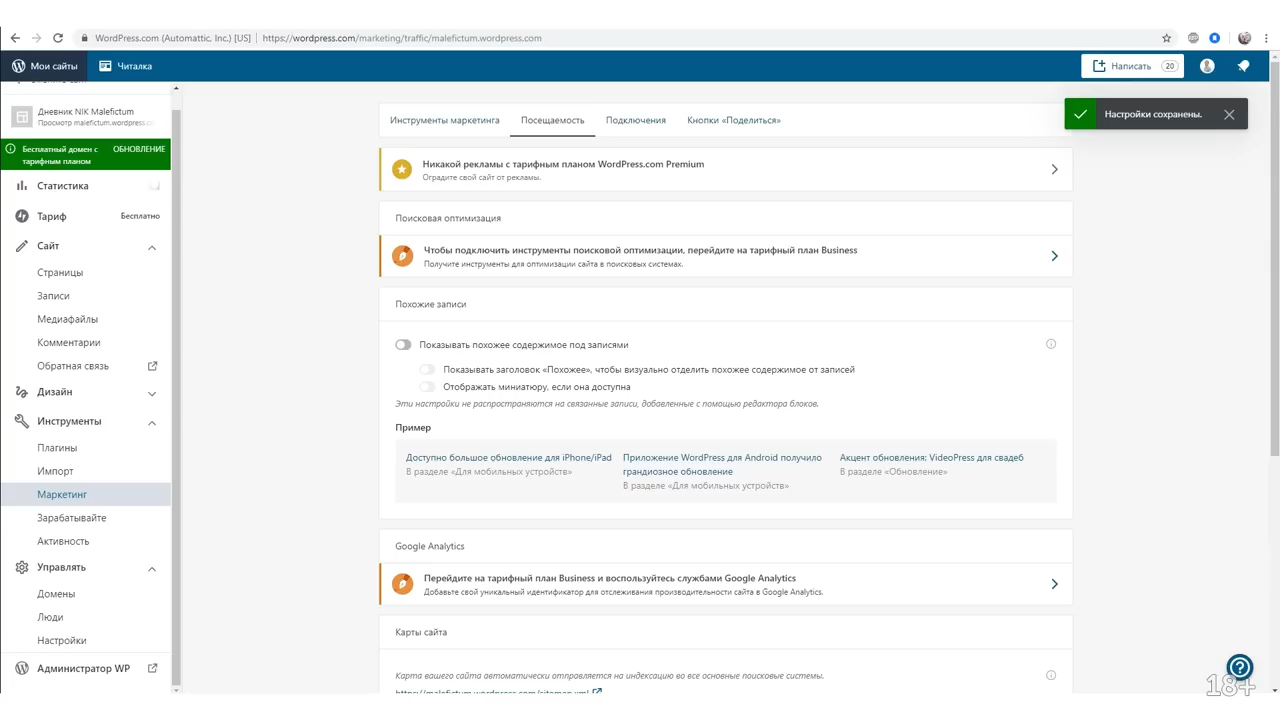 WordPress.com (Automattic, Inc.) [US] | https://wordpress.com/marketing/traffic/malefictum.wordpress.com
Мои сайты
Читалка
Написать 20
Дневник NIK Malefictum
Просмотр malefictum.wordpress.c
Бесплатный домен с тарифным планом
ОБНОВЛЕНИЕ
Статистика
Тариф Бесплатно
Сайт
Страницы
Записи
Медиафайлы
Комментарии
Обратная связь
Дизайн
Инструменты
Плагины
Импорт
Маркетинг
Зарабатывайте
Активность
Управлять
Домены
Люди
Настройки
Администратор WP
Инструменты маркетинга Посещаемость Подключения Кнопки «Поделиться»
Настройки сохранены.
Никакой рекламы с тарифным планом WordPress.com Premium
Оградите свой сайт от рекламы.
Поисковая оптимизация
Чтобы подключить инструменты поисковой оптимизации, перейдите на тарифный план Business
Получите инструменты для оптимизации сайта в поисковых системах.
Похожие записи
Показывать похожее содержимое под записями
Показывать заголовок «Похожее», чтобы визуально отделить похожее содержимое от записей
Отображать миниатюру, если она доступна
Эти настройки не распространяются на связанные записи, добавленные с помощью редактора блоков.
Пример
Доступно большое обновление для iPhone/iPad
В разделе «Для мобильных устройств»
Приложение WordPress для Android получило
грандиозное обновление
В разделе «Для мобильных устройств»
Акцент обновления: VideoPress для свадеб
В разделе «Обновление»
Google Analytics
Перейдите на тарифный план Business и воспользуйтесь службами Google Analytics
Добавьте свой уникальный идентификатор для отслеживания производительности сайта в Google Analytics.
Карты сайта
Карта вашего сайта автоматически отправляется на индексацию во все основные поисковые системы.
https://malefictum.wordpress.com/sitemap.xml
18+